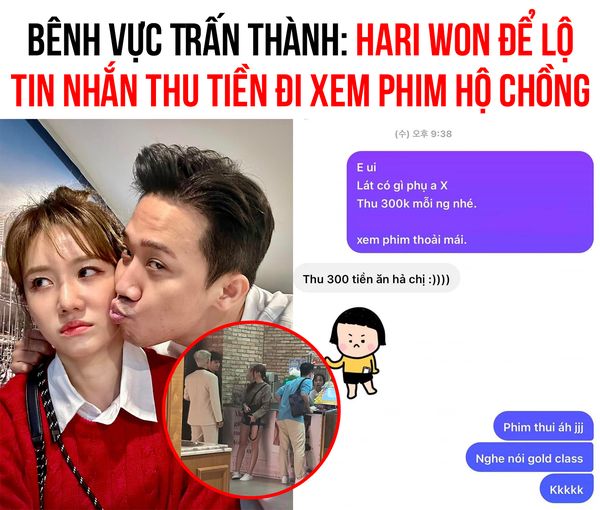 BÊNH VỰC TRẤN THÀNH: HARI WON ĐỂ LỘ
TIN NHẮN THU TIỀN ĐI XEM PHIM HỘ CHỒNG
(수) 오후 9:38
E ui
Lát có gì phụ a X
Thu 300k mỗi ng nhé.
xem phim thoải mái.
Thu 300 tiền ăn hả chị :))))
Phim thui áh jjj
Nghe nói gold class
Kkkkk